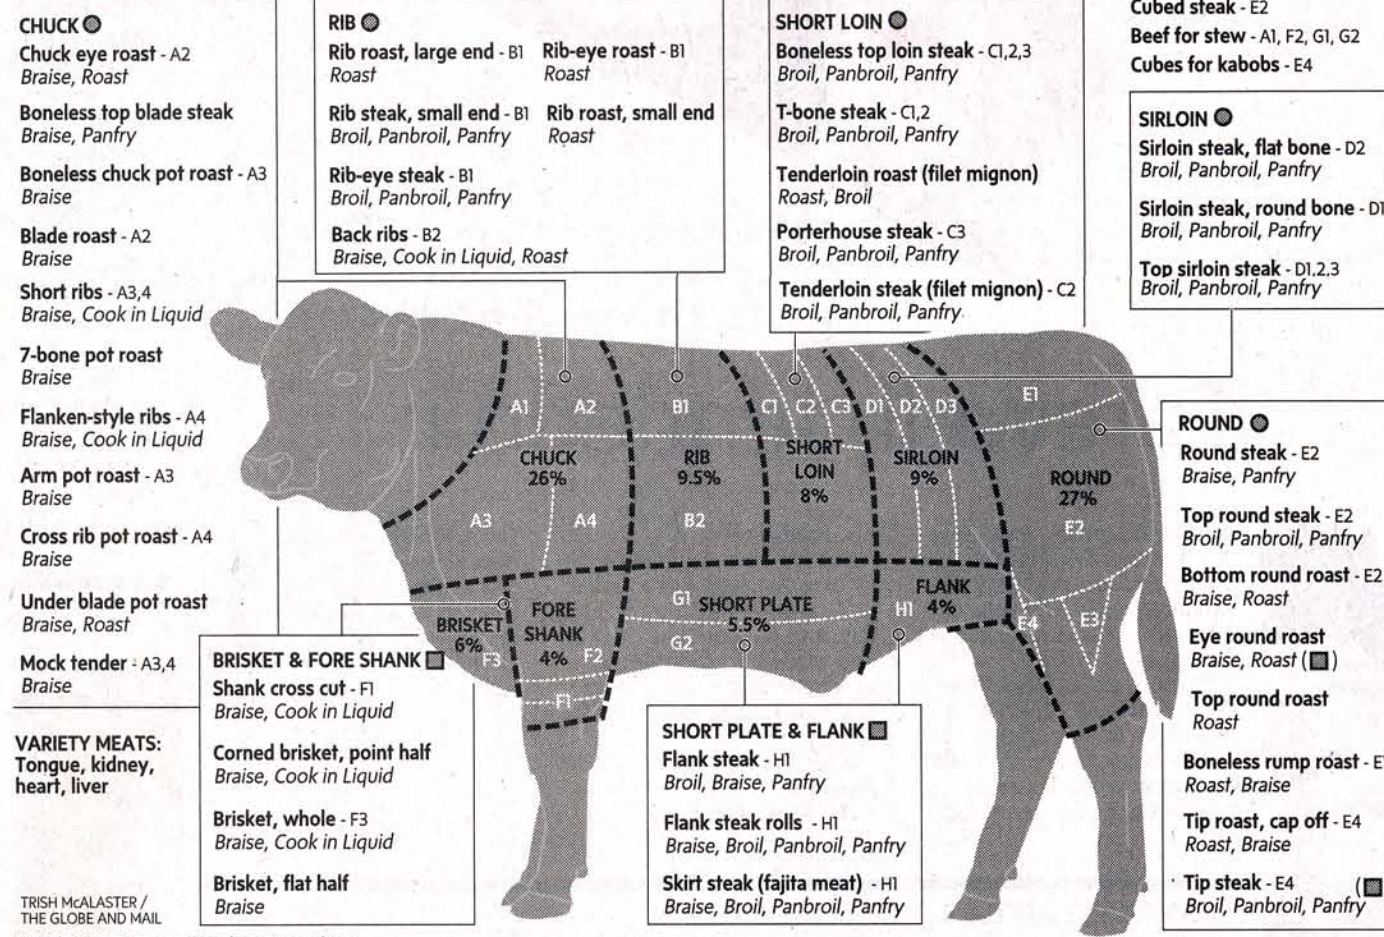 CHUCK
Chuck eye roast - A2
Braise, Roast
Boneless top blade steak
Braise, Panfry
Boneless chuck pot roast - A3
Braise
Blade roast - A2
Braise
Short ribs - A3,4
Braise, Cook in Liquid
7-bone pot roast
Braise
Flanken-style ribs - A4
Braise, Cook in Liquid
Arm pot roast - A3
Braise
Cross rib pot roast - A4
Braise
Under blade pot roast
Braise, Roast
Mock tender - A3,4
Braise
VARIETY MEATS:
Tongue, kidney,
heart, liver
TRISH McALASTER /
THE GLOBE AND MAIL
RIB
Rib roast, large end - B1
Roast
Rib steak, small end - B1
Broil, Panbroil, Panfry
Rib-eye steak - B1
Broil, Panbroil, Panfry
Back ribs - B2
Braise, Cook in Liquid, Roast
Rib-eye roast - B1
Roast
Rib roast, small end
Roast
SHORT LOIN
Boneless top loin steak - C1,2,3
Broil, Panbroil, Panfry
T-bone steak - C1,2
Broil, Panbroil, Panfry
Tenderloin roast (filet mignon)
Roast, Broil
Porterhouse steak - C3
Broil, Panbroil, Panfry
Tenderloin steak (filet mignon) - C2
Broil, Panbroil, Panfry
Cubed steak - E2
Beef for stew - A1, F2, G1, G2
Cubes for kabobs - E4
SIRLOIN
Sirloin steak, flat bone - D2
Broil, Panbroil, Panfry
Sirloin steak, round bone - D1
Broil, Panbroil, Panfry
Top sirloin steak - D1,2,3
Broil, Panbroil, Panfry
A1
A2
B1
C1
C2
C3
D1
D2
D3
E1
CHUCK
26%
RIB
9.5%
SHORT
LOIN
8%
SIRLOIN
9%
ROUND
27%
A3
A4
B2
E2
BRISKET
6%
F3
FORE
SHANK
4%
F2
F1
G1
SHORT PLATE
5.5%
G2
FLANK
4%
H1
E4
E3
BRISKET & FORE SHANK
Shank cross cut - F1
Braise, Cook in Liquid
Corned brisket, point half
Braise, Cook in Liquid
Brisket, whole - F3
Braise, Cook in Liquid
Brisket, flat half
Braise
SHORT PLATE & FLANK
Flank steak - H1
Broil, Braise, Panfry
Flank steak rolls - H1
Braise, Broil, Panbroil, Panfry
Skirt steak (fajita meat) - H1
Braise, Broil, Panbroil, Panfry
ROUND
Round steak - E2
Braise, Panfry
Top round steak - E2
Broil, Panbroil, Panfry
Bottom round roast - E2
Braise, Roast
Eye round roast
Braise, Roast ( )
Top round roast
Roast
Boneless rump roast - E1
Roast, Braise
Tip roast, cap off - E4
Roast, Braise
Tip steak - E4 (
Broil, Panbroil, Panfry